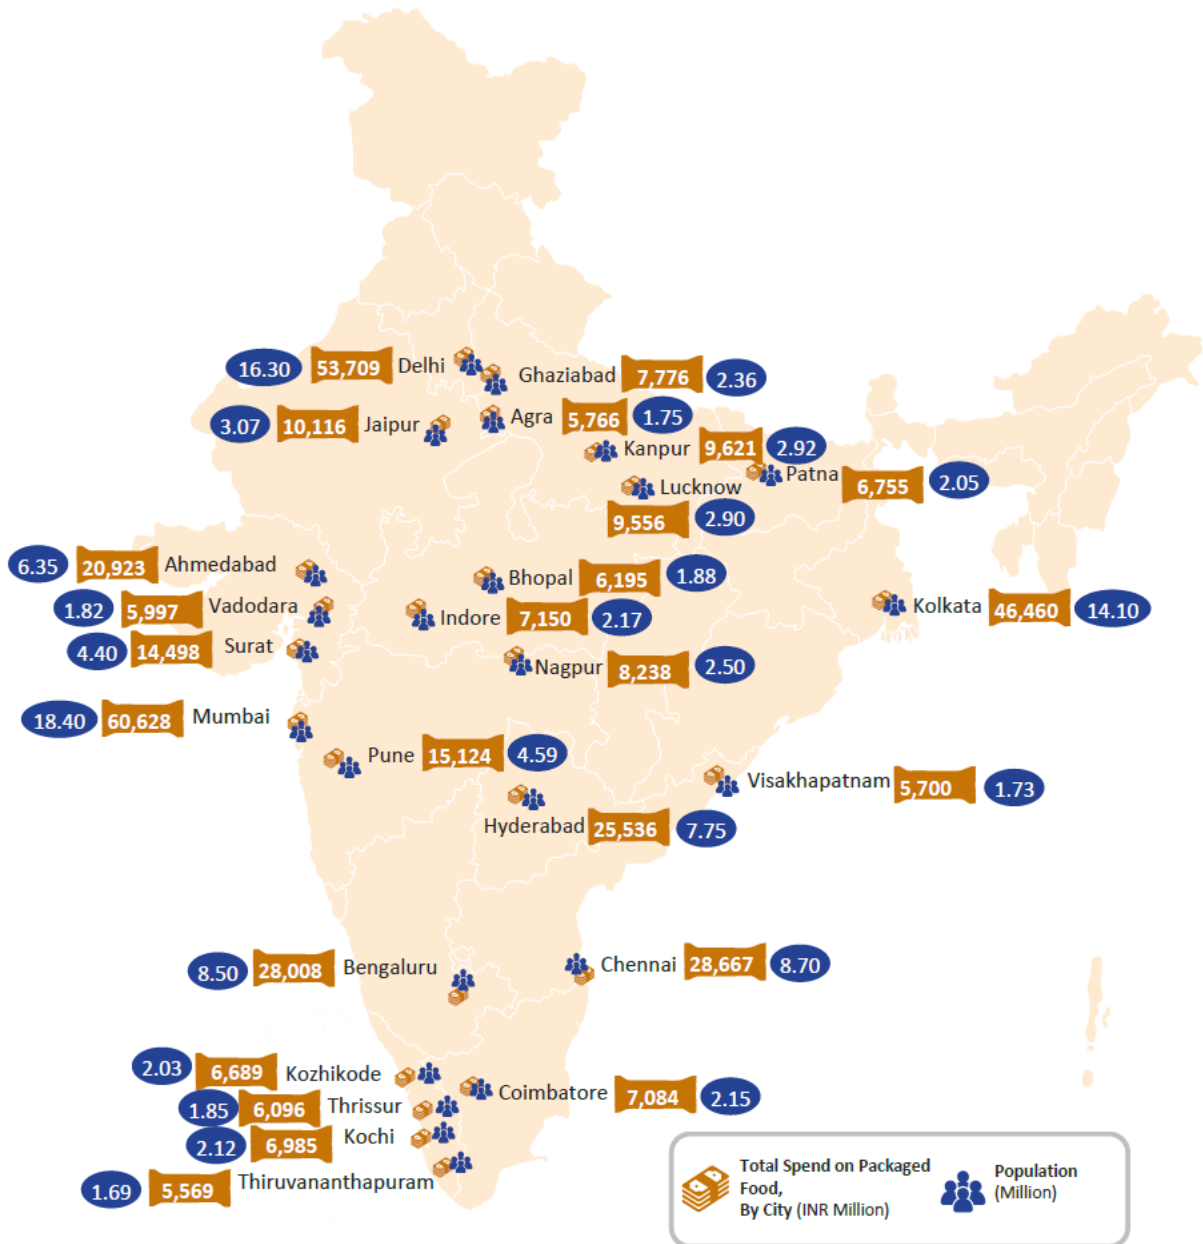 16.30 53,709 Delhi
Ghaziabad 7,776 2.36
3.07 10,116 Jaipur
Agra 5,766 1.75
Kanpur 9,621 2.92
Patna 6,755 2.05
Lucknow
9,556 2.90
6.35 20,923 Ahmedabad
Bhopal 6,195 1.88
1.82 5,997 Vadodara
Indore 7,150 2.17
Kolkata 46,460 14.10
4.40 14,498 Surat
Nagpur 8,238 2.50
18.40 60,628 Mumbai
Pune 15,124 4.59
Visakhapatnam 5,700 1.73
Hyderabad 25,536 7.75
8.50 28,008 Bengaluru
Chennai 28,667 8.70
2.03 6,689 Kozhikode
Coimbatore 7,084 2.15
1.85 6,096 Thrissur
2.12 6,985 Kochi
1.69 5,569 Thiruvananthapuram
Total Spend on Packaged
Food,
By City (INR Million)
Population
(Million)